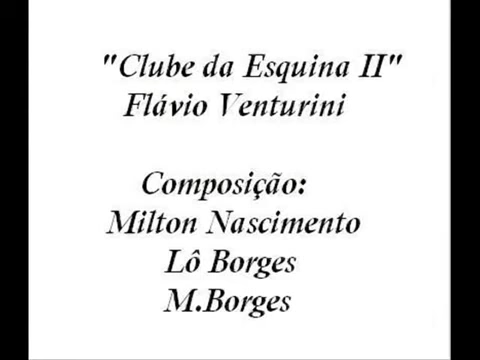 "Clube da Esquina II"
Flávio Venturini
Composição:
Milton Nascimento
Lô Borges
M.Borges